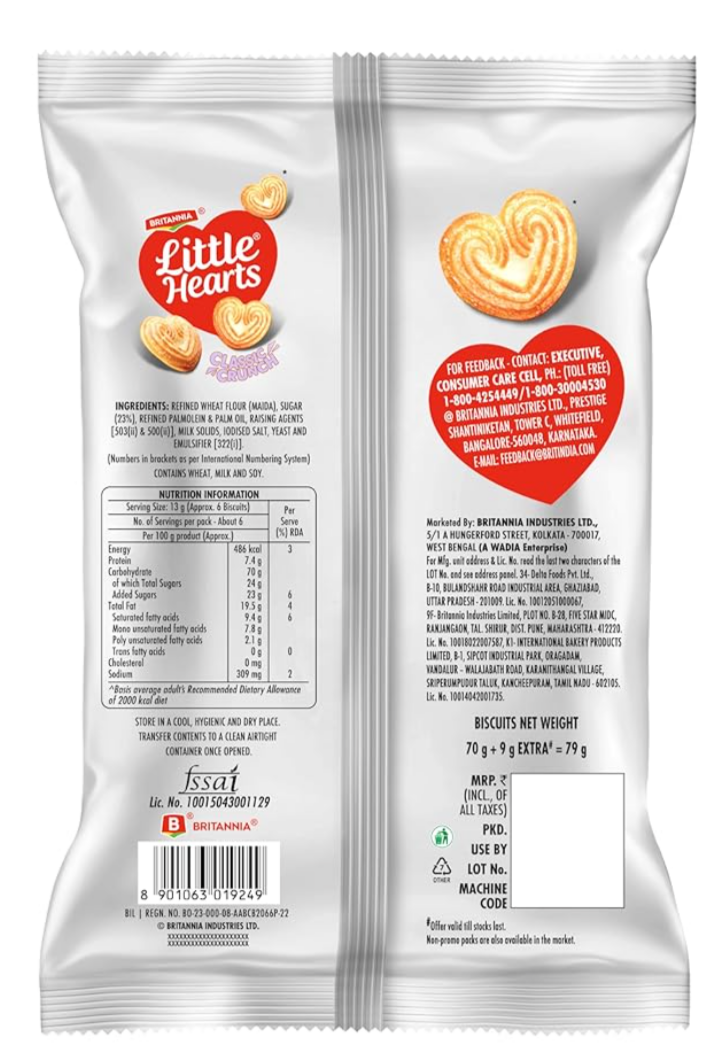 BRITANNIA®
Little®
Hearts
CLASSIC
CRUNCH
INGREDIENTS: REFINED WHEAT FLOUR (MAIDA), SUGAR
(23%), REFINED PALMOLEIN & PALM OIL, RAISING AGENTS
[503(ii) & 500(ii)], MILK SOLIDS, IODISED SALT, YEAST AND
EMULSIFIER [322(i)].
(Numbers in brackets as per International Numbering System)
CONTAINS WHEAT, MILK AND SOY.
NUTRITION INFORMATION
Serving Size: 13 g (Approx. 6 Biscuits)
No. of Servings per pack - About 6
Per 100 g product (Approx.)
Per
Serve
(%) RDA
Energy 486 kcal 3
Protein 7.4 g
Carbohydrate 70 g
of which Total Sugars 24 g
Added Sugars 23 g 6
Total Fat 19.5 g 4
Saturated fatty acids 9.4 g 6
Mono unsaturated fatty acids 7.8 g
Poly unsaturated fatty acids 2.1 g
Trans fatty acids 0 g 0
Cholesterol 0 mg
Sodium 309 mg 2
^Basis average adult's Recommended Dietary Allowance
of 2000 kcal diet
STORE IN A COOL, HYGIENIC AND DRY PLACE.
TRANSFER CONTENTS TO A CLEAN AIRTIGHT
CONTAINER ONCE OPENED.
fssai
Lic. No. 10015043001129
B® BRITANNIA®
8 901063 019249
BIL | REGN. NO. BO-23-000-08-AABCB2066P-22
© BRITANNIA INDUSTRIES LTD.
XXXXXXXXXXXXXXXXXXXX
XXXXXXXXXXXXXXXXXXXX
FOR FEEDBACK - CONTACT: EXECUTIVE,
CONSUMER CARE CELL, PH.: (TOLL FREE)
1-800-4254449/1-800-30004530
@ BRITANNIA INDUSTRIES LTD., PRESTIGE
SHANTINIKETAN, TOWER C, WHITEFIELD,
BANGALORE-560048, KARNATAKA.
E-MAIL: FEEDBACK@BRITINDIA.COM
Marketed By: BRITANNIA INDUSTRIES LTD.,
5/1 A HUNGERFORD STREET, KOLKATA - 700017,
WEST BENGAL (A WADIA Enterprise)
For Mfg. unit address & Lic. No. read the last two characters of the
LOT No. and see address panel. 34- Delta Foods Pvt. Ltd.,
B-10, BULANDSHAHR ROAD INDUSTRIAL AREA, GHAZIABAD,
UTTAR PRADESH - 201009. Lic. No. 10012051000067,
9F- Britannia Industries Limited, PLOT NO. B-28, FIVE STAR MIDC,
RANJANGAON, TAL. SHIRUR, DIST. PUNE, MAHARASHTRA - 412220.
Lic. No. 10018022007587, K1- INTERNATIONAL BAKERY PRODUCTS
LIMITED, B-1, SIPCOT INDUSTRIAL PARK, ORAGADAM,
VANDALUR - WALAJABATH ROAD, KARANITHANGAL VILLAGE,
SRIPERUMPUDUR TALUK, KANCHEEPURAM, TAMIL NADU - 602105.
Lic. No. 10014042001735.
BISCUITS NET WEIGHT
70 g + 9 g EXTRA# = 79 g
MRP. ₹
(INCL., OF
ALL TAXES)
PKD.
USE BY
LOT No.
MACHINE
CODE
7
OTHER
#Offer valid till stocks last.
Non-promo packs are also available in the market.